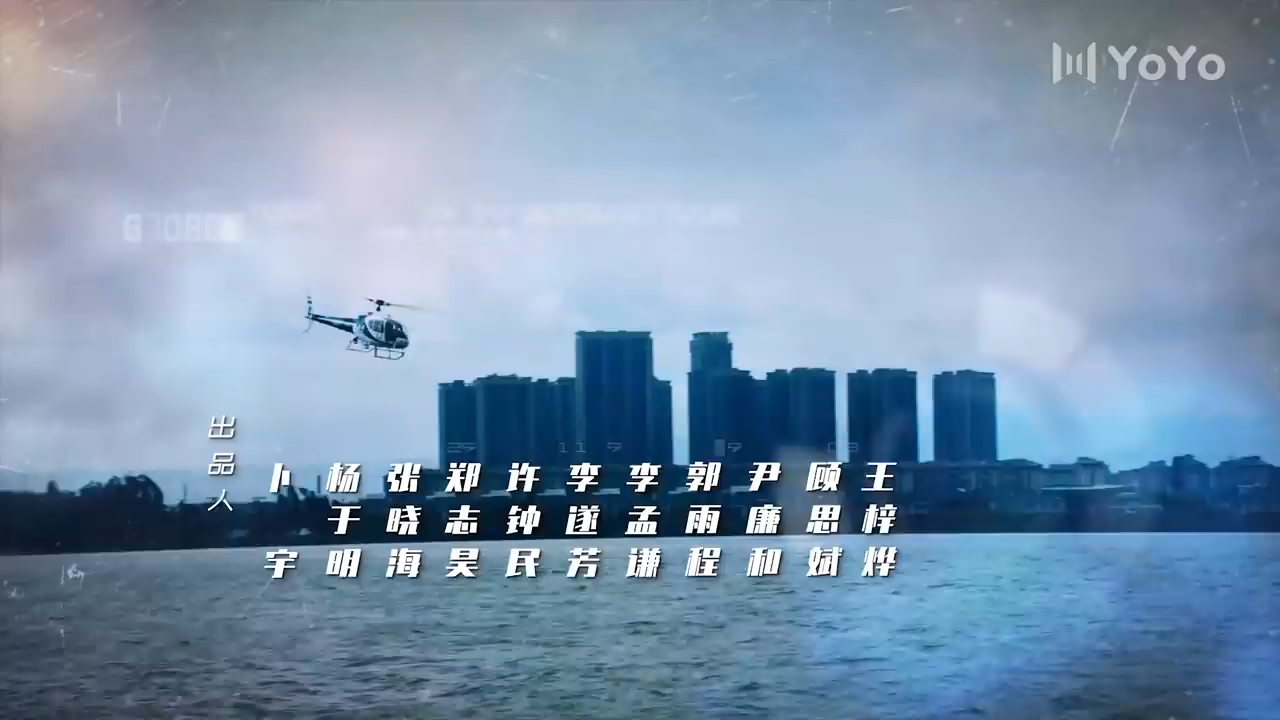 YoYo
出品人
卜宇
杨于明
张晓海
郑志昊
许钟民
李遂芳
李孟谦
郭雨程
尹廉和
顾思斌
王梓烨